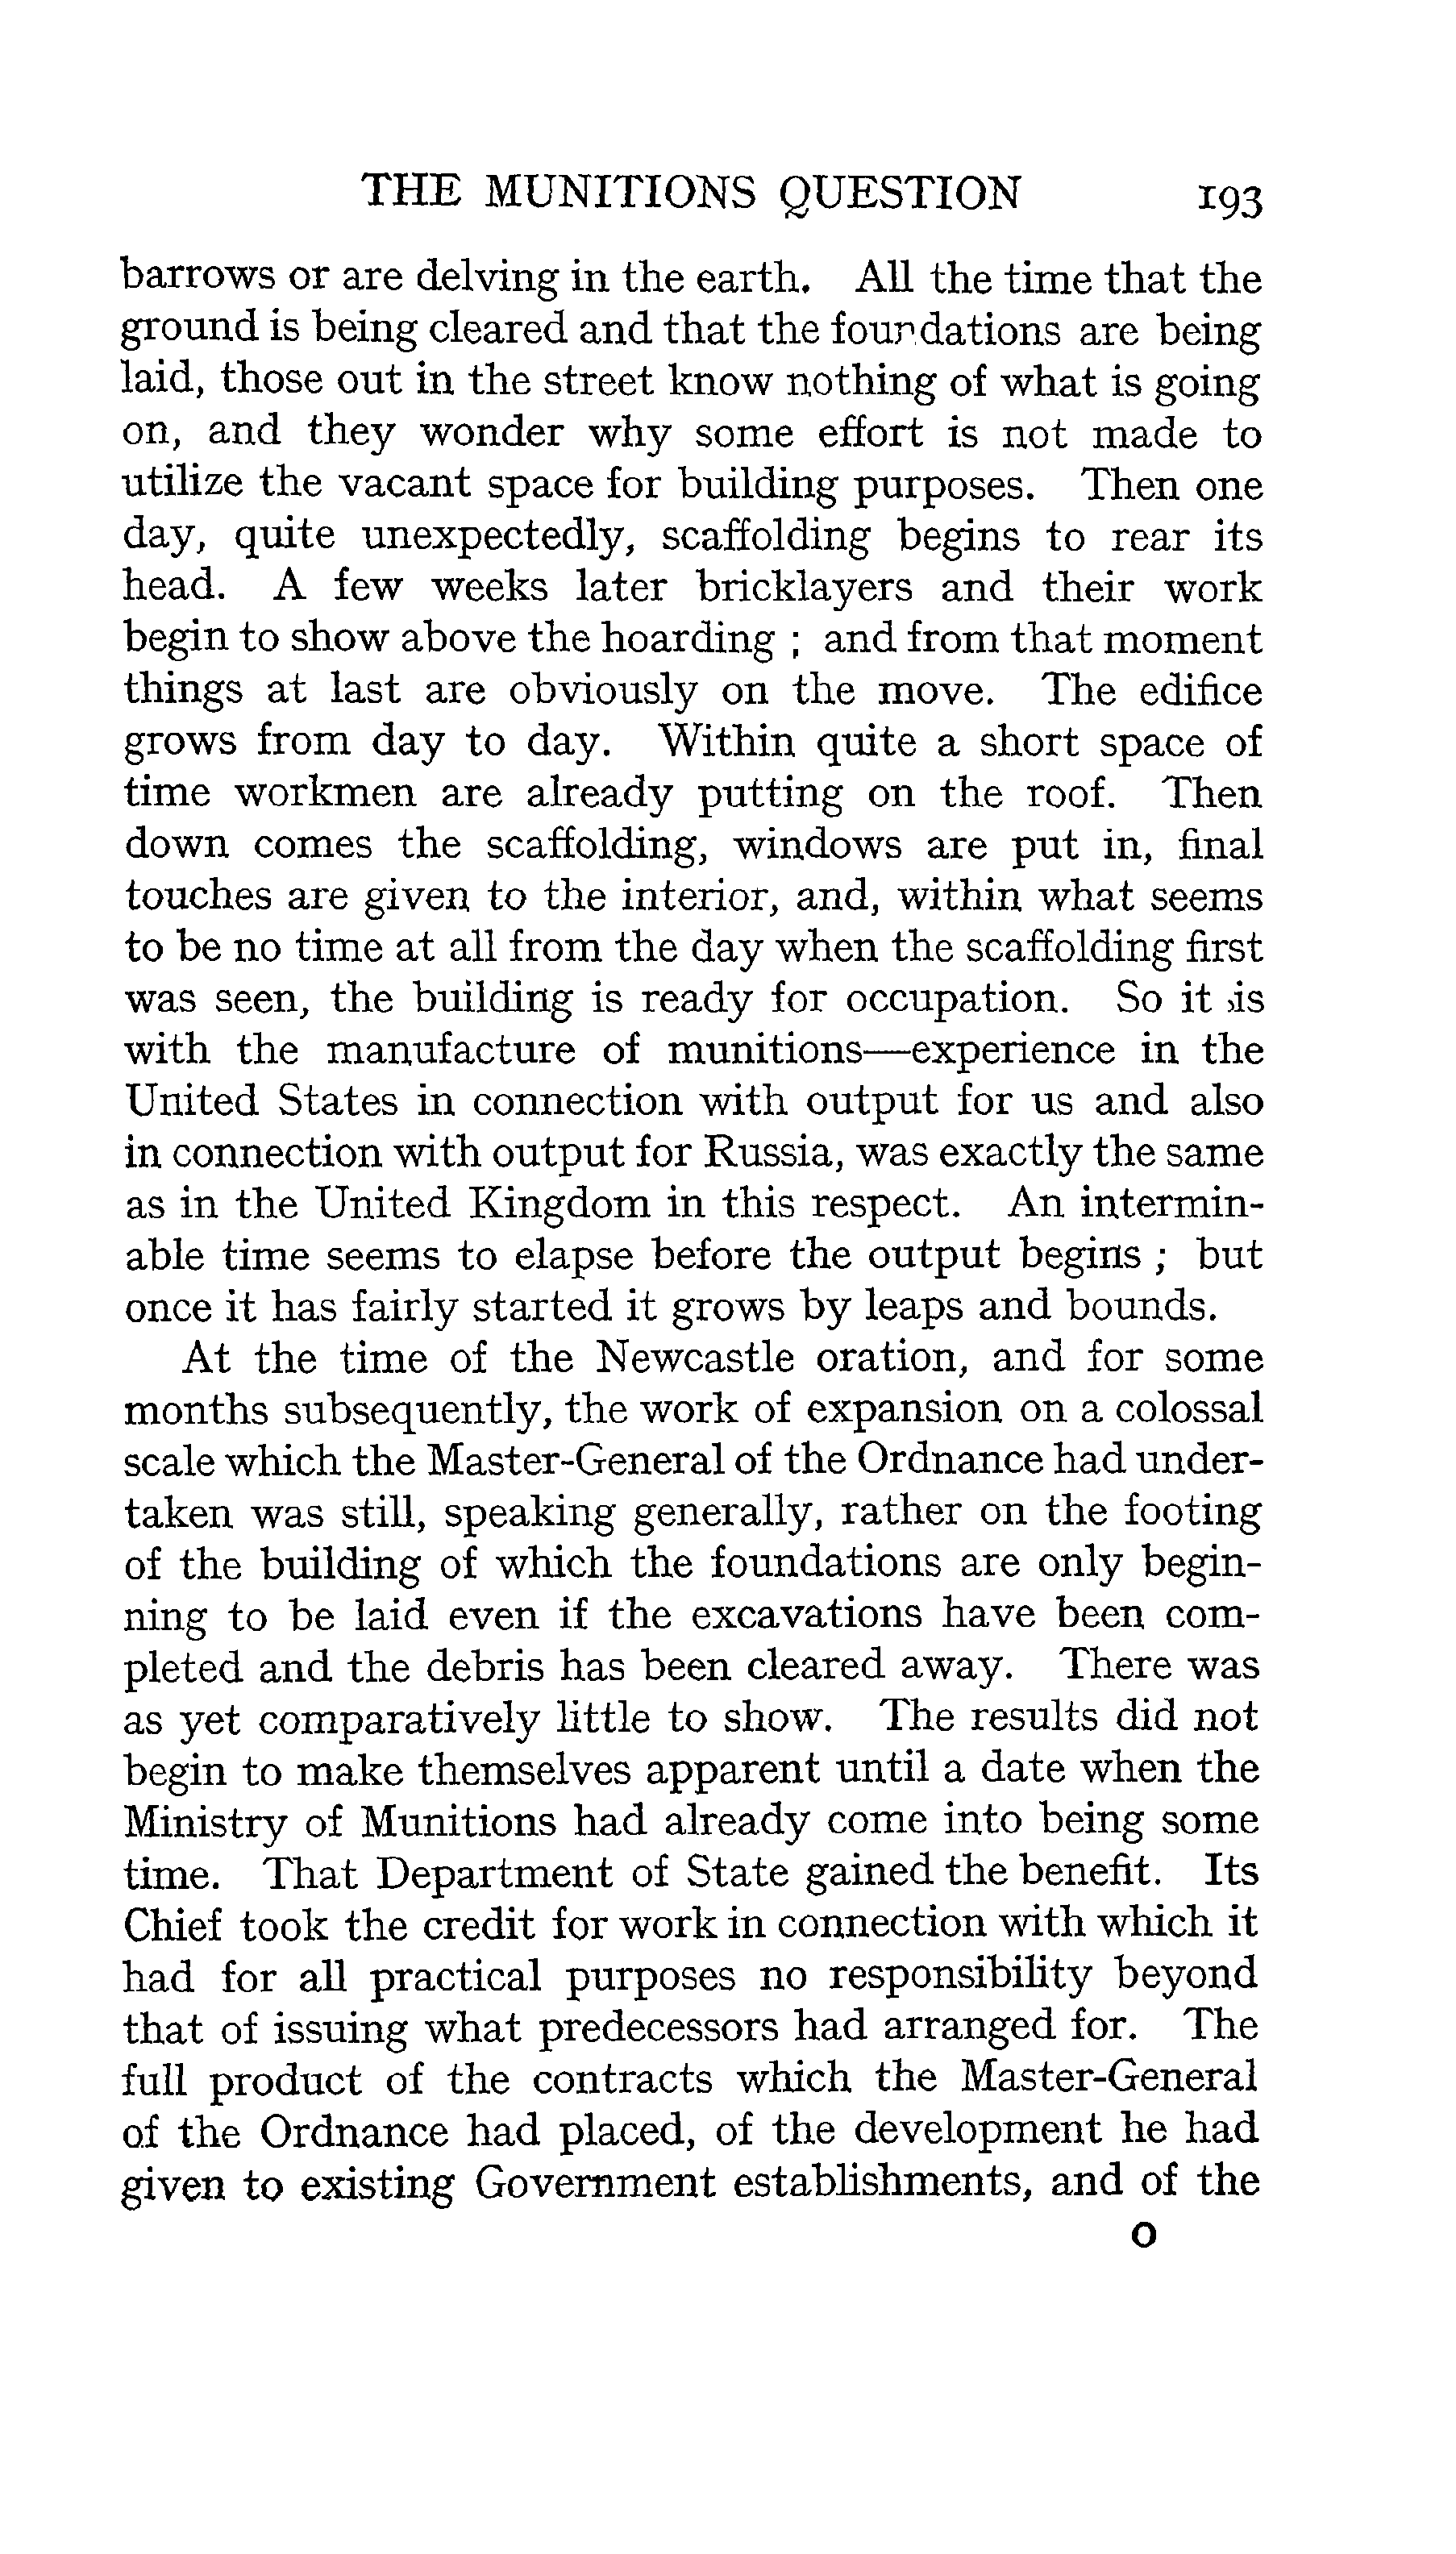 THE MUNITIONS QUESTION 193
barrows or are delving in the earth. All the time that the
ground is being cleared and that the foundations are being
laid, those out in the street know nothing of what is going
on, and they wonder why some effort is not made to
utilize the vacant space for building purposes. Then one
day, quite unexpectedly, scaffolding begins to rear its
head. A few weeks later bricklayers and their work
begin to show above the hoarding ; and from that moment
things at last are obviously on the move. The edifice
grows from day to day. Within quite a short space of
time workmen are already putting on the roof. Then
down comes the scaffolding, windows are put in, final
touches are given to the interior, and, within what seems
to be no time at all from the day when the scaffolding first
was seen, the building is ready for occupation. So it is
with the manufacture of munitions—experience in the
United States in connection with output for us and also
in connection with output for Russia, was exactly the same
as in the United Kingdom in this respect. An intermin-
able time seems to elapse before the output begins ; but
once it has fairly started it grows by leaps and bounds.
At the time of the Newcastle oration, and for some
months subsequently, the work of expansion on a colossal
scale which the Master-General of the Ordnance had under-
taken was still, speaking generally, rather on the footing
of the building of which the foundations are only begin-
ning to be laid even if the excavations have been com-
pleted and the debris has been cleared away. There was
as yet comparatively little to show. The results did not
begin to make themselves apparent until a date when the
Ministry of Munitions had already come into being some
time. That Department of State gained the benefit. Its
Chief took the credit for work in connection with which it
had for all practical purposes no responsibility beyond
that of issuing what predecessors had arranged for. The
full product of the contracts which the Master-General
of the Ordnance had placed, of the development he had
given to existing Government establishments, and of the
O